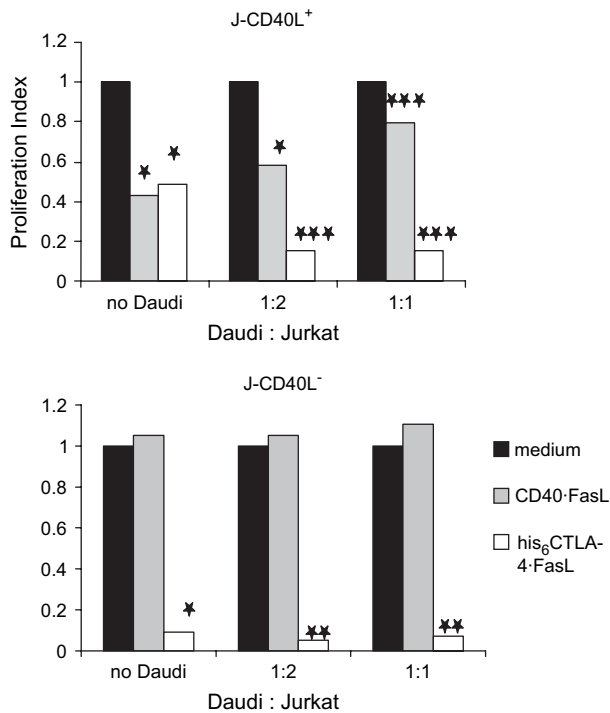 J-CD40L⁺
Proliferation Index
1.2
1
0.8
0.6
0.4
0.2
0
no Daudi 1:2 1:1
Daudi : Jurkat
J-CD40L⁻
1.2
1
0.8
0.6
0.4
0.2
0
no Daudi 1:2 1:1
Daudi : Jurkat
medium
CD40·FasL
his₆CTLA-
4·FasL